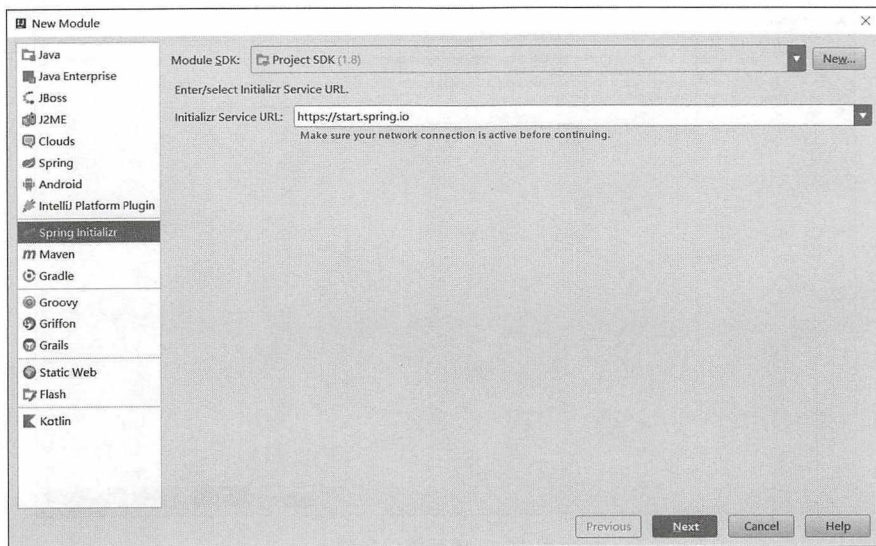 New Module
Java
Java Enterprise
JBoss
J2ME
Clouds
Spring
Android
IntelliJ Platform Plugin
Spring Initializr
Maven
Gradle
Groovy
Griffon
Grails
Static Web
Flash
Kotlin
Module SDK: Project SDK (1.8) New...
Enter/select Initializr Service URL.
Initializr Service URL: https://start.spring.io
Make sure your network connection is active before continuing.
Previous Next Cancel Help